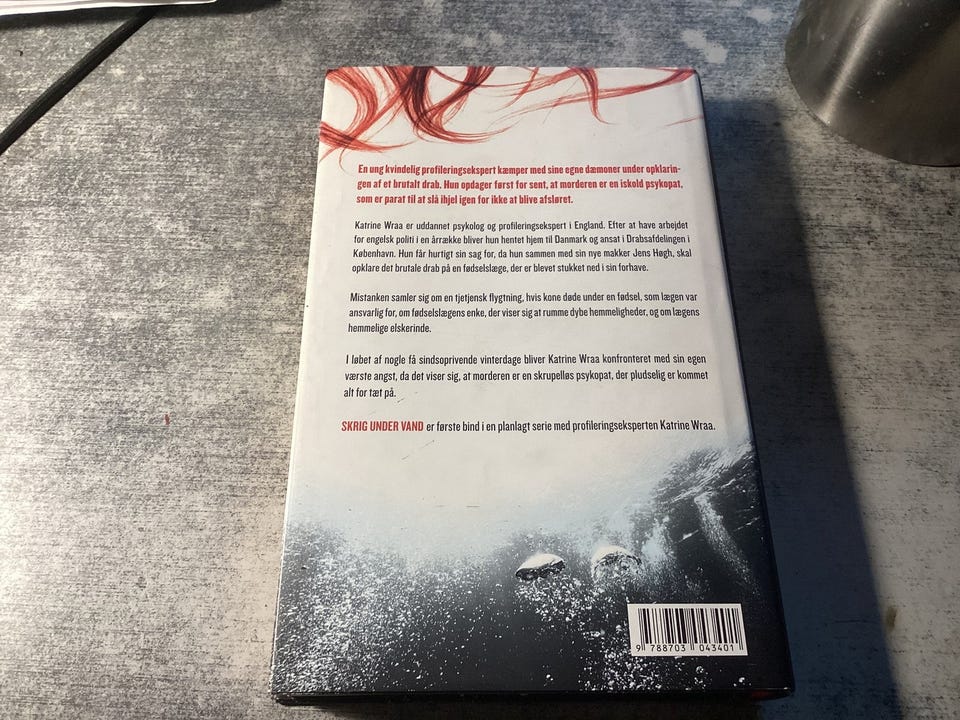 En ung kvindelig profileringsekspert kæmper med sine egne dæmoner under opklarin-
gen af et brutalt drab. Hun opdager først for sent, at morderen er en iskold psykopat,
som er parat til at slå ihjel igen for ikke at blive afsløret.
Katrine Wraa er uddannet psykolog og profileringsekspert i England. Efter at have arbejdet
for engelsk politi i en årrække bliver hun hentet hjem til Danmark og ansat i Drabsafdelingen i
København. Hun får hurtigt sin sag for, da hun sammen med sin nye makker Jens Høgh, skal
opklare det brutale drab på en fødselslæge, der er blevet stukket ned i sin forhave.
Mistanken samler sig om en tjetjensk flygtning, hvis kone døde under en fødsel, som lægen var
ansvarlig for, om fødselslægens enke, der viser sig at rumme dybe hemmeligheder, og om lægens
hemmelige elskerinde.
I løbet af nogle få sindsoprivende vinterdage bliver Katrine Wraa konfronteret med sin egen
værste angst, da det viser sig, at morderen er en skrupelløs psykopat, der pludselig er kommet
alt for tæt på.
SKRIG UNDER VAND er første bind i en planlagt serie med profileringseksperten Katrine Wraa.
9 788703 043401